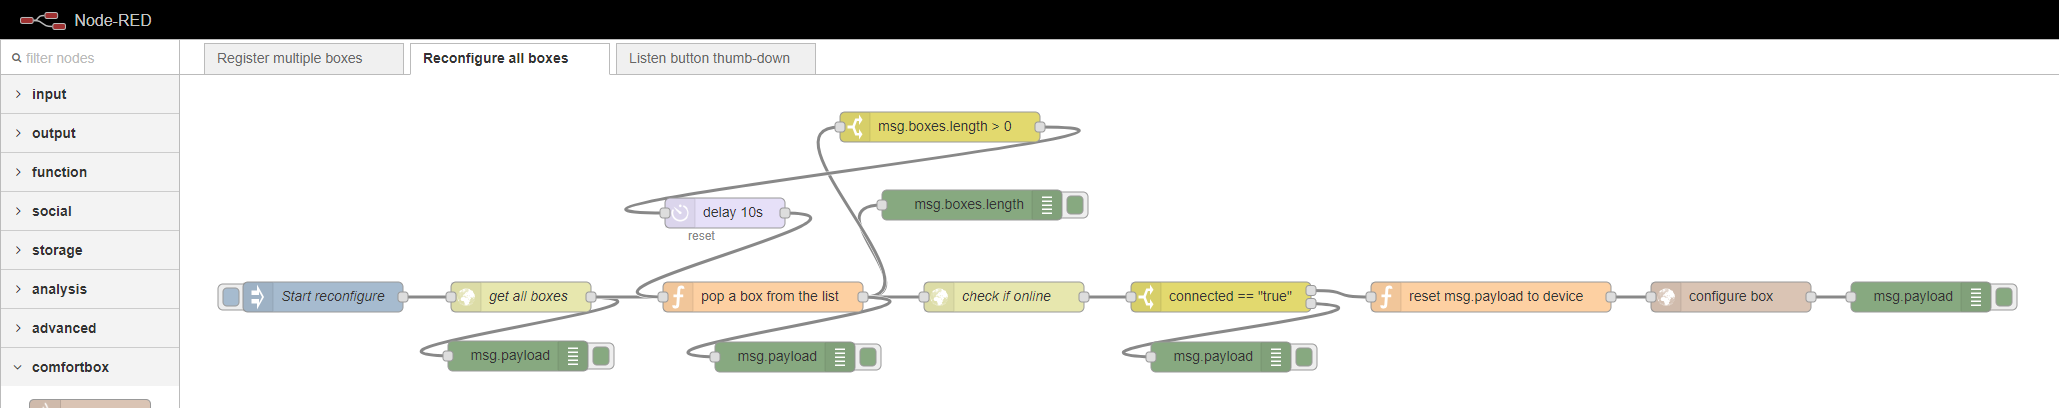 Node-RED
filter nodes
Register multiple boxes
Reconfigure all boxes
Listen button thumb-down
input
output
function
social
storage
analysis
advanced
comfortbox
msg.boxes.length > 0
delay 10s
reset
msg.boxes.length
Start reconfigure
get all boxes
pop a box from the list
check if online
connected == "true"
reset msg.payload to device
configure box
msg.payload
msg.payload
msg.payload
msg.payload